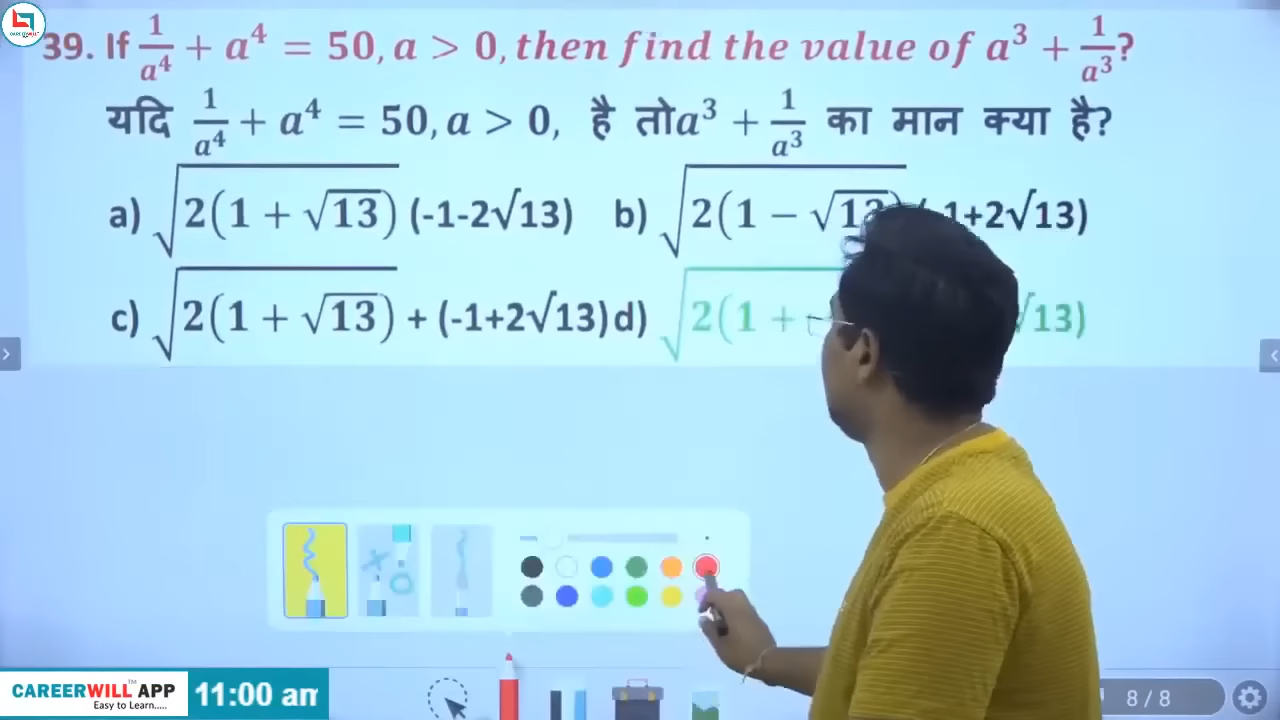 CAREERWILL
39. If 1/a⁴ + a⁴ = 50, a > 0, then find the value of a³ + 1/a³?
यदि 1/a⁴ + a⁴ = 50, a > 0, है तो a³ + 1/a³ का मान क्या है?
a) √(2(1 + √13)) (-1-2√13) b) √(2(1 − √13)) 1+2√13)
c) √(2(1 + √13)) + (-1+2√13) d) √2(1 + √13)
CAREERWILL™ APP
Easy to Learn.....
11:00 am
8 / 8